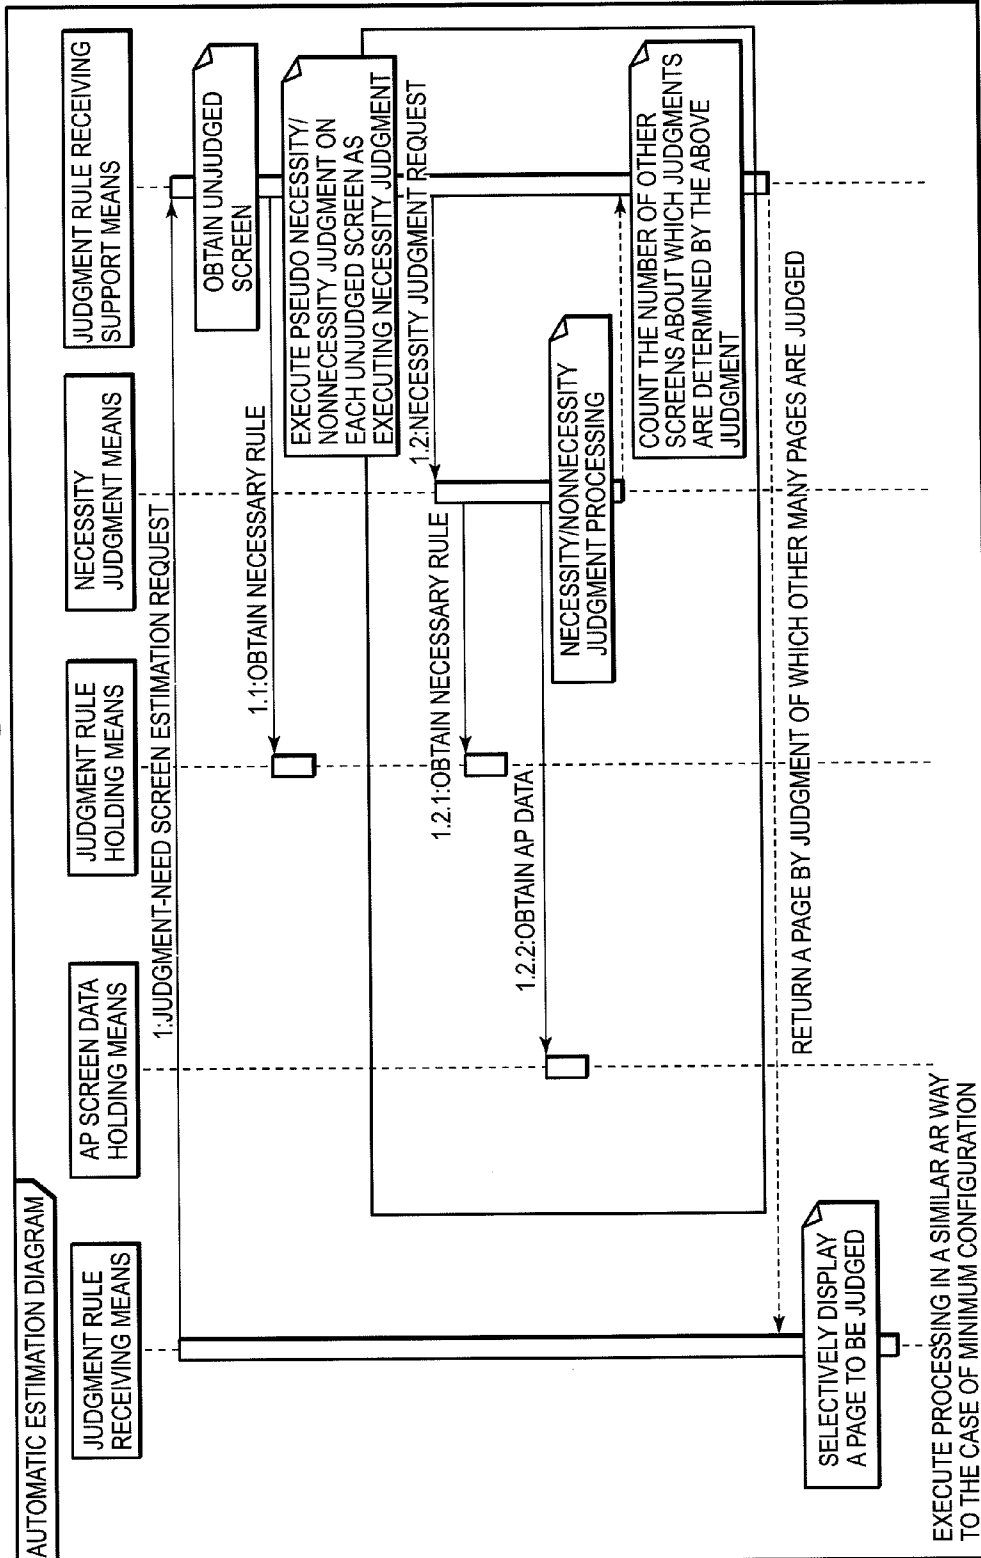 AUTOMATIC ESTIMATION DIAGRAM
JUDGMENT RULE
RECEIVING MEANS
AP SCREEN DATA
HOLDING MEANS
JUDGMENT RULE
HOLDING MEANS
NECESSITY
JUDGMENT MEANS
JUDGMENT RULE RECEIVING
SUPPORT MEANS
1:JUDGMENT-NEED SCREEN ESTIMATION REQUEST
OBTAIN UNJUDGED
SCREEN
1.1:OBTAIN NECESSARY RULE
EXECUTE PSEUDO NECESSITY/
NONNECESSITY JUDGMENT ON
EACH UNJUDGED SCREEN AS
EXECUTING NECESSITY JUDGMENT
1.2:NECESSITY JUDGMENT REQUEST
1.2.1:OBTAIN NECESSARY RULE
1.2.2:OBTAIN AP DATA
NECESSITY/NONNECESSITY
JUDGMENT PROCESSING
COUNT THE NUMBER OF OTHER
SCREENS ABOUT WHICH JUDGMENTS
ARE DETERMINED BY THE ABOVE
JUDGMENT
RETURN A PAGE BY JUDGMENT OF WHICH OTHER MANY PAGES ARE JUDGED
SELECTIVELY DISPLAY
A PAGE TO BE JUDGED
EXECUTE PROCESSING IN A SIMILAR AR WAY
TO THE CASE OF MINIMUM CONFIGURATION